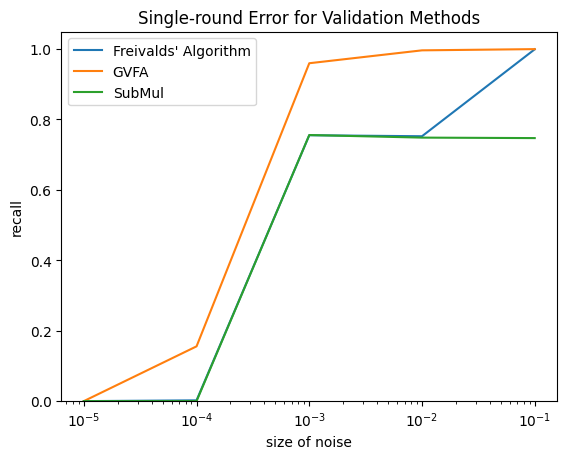 Single-round Error for Validation Methods
Freivalds' Algorithm
GVFA
SubMul
recall
1.0
0.8
0.6
0.4
0.2
0.0
10⁻⁵ 10⁻⁴ 10⁻³ 10⁻² 10⁻¹
size of noise